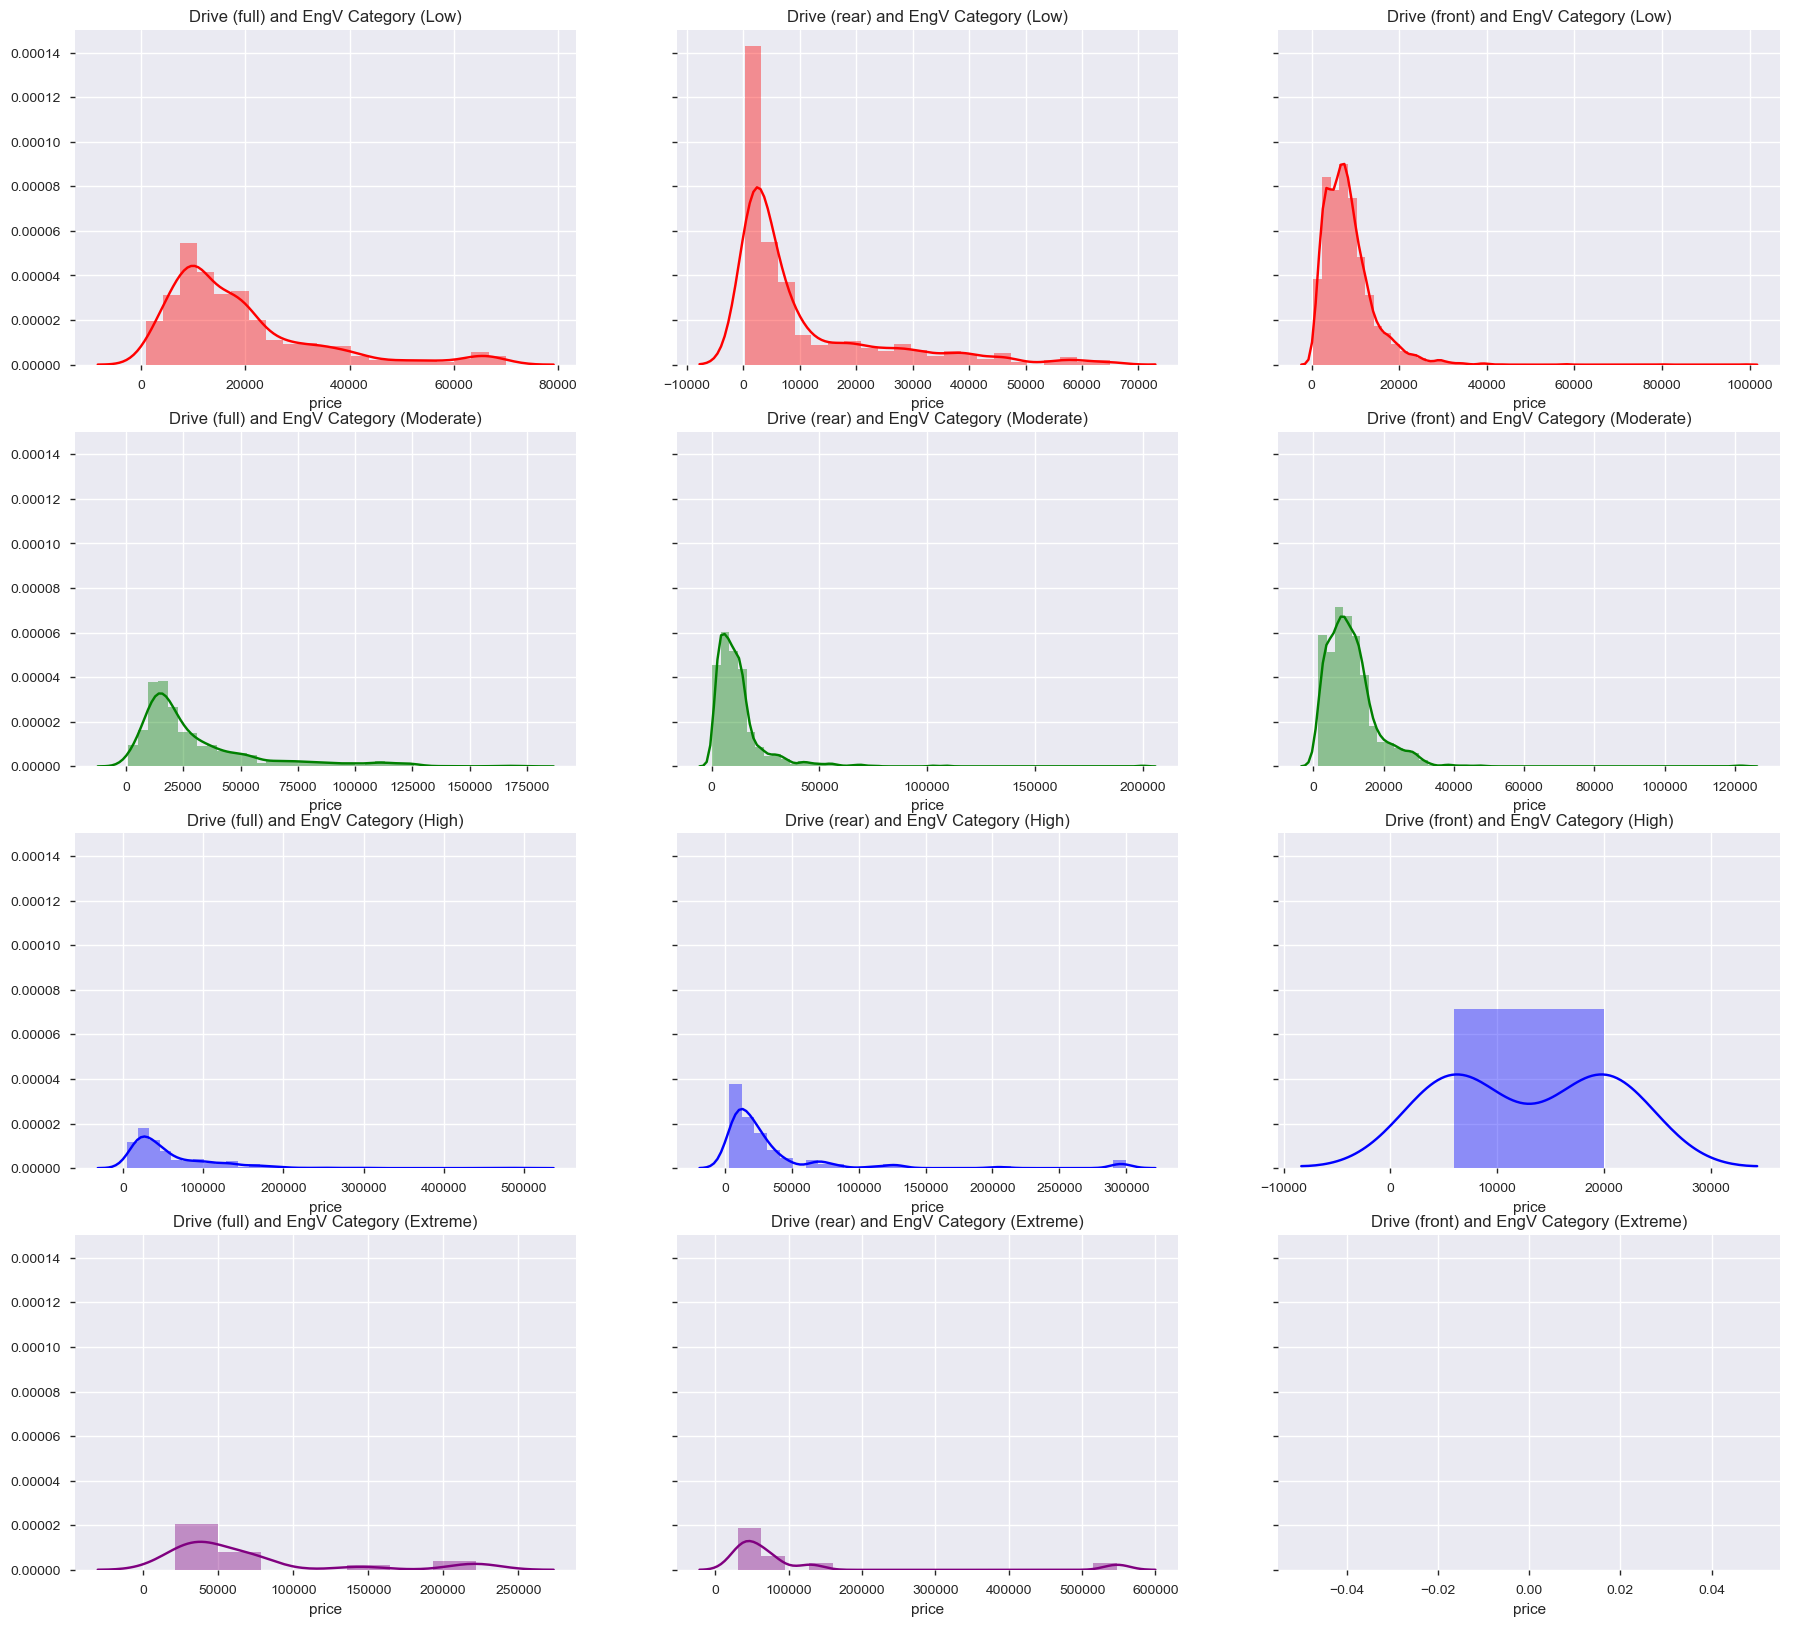 Drive (full) and EngV Category (Low)
Drive (rear) and EngV Category (Low)
Drive (front) and EngV Category (Low)
0.00014
0.00012
0.00010
0.00008
0.00006
0.00004
0.00002
0.00000
0 20000 40000 60000 80000
−10000 0 10000 20000 30000 40000 50000 60000 70000
0 20000 40000 60000 80000 100000
price
price
price
Drive (full) and EngV Category (Moderate)
Drive (rear) and EngV Category (Moderate)
Drive (front) and EngV Category (Moderate)
0.00014
0.00012
0.00010
0.00008
0.00006
0.00004
0.00002
0.00000
0 25000 50000 75000 100000 125000 150000 175000
0 50000 100000 150000 200000
0 20000 40000 60000 80000 100000 120000
price
price
price
Drive (full) and EngV Category (High)
Drive (rear) and EngV Category (High)
Drive (front) and EngV Category (High)
0.00014
0.00012
0.00010
0.00008
0.00006
0.00004
0.00002
0.00000
0 100000 200000 300000 400000 500000
0 50000 100000 150000 200000 250000 300000
−10000 0 10000 20000 30000
price
price
price
Drive (full) and EngV Category (Extreme)
Drive (rear) and EngV Category (Extreme)
Drive (front) and EngV Category (Extreme)
0.00014
0.00012
0.00010
0.00008
0.00006
0.00004
0.00002
0.00000
0 50000 100000 150000 200000 250000
0 100000 200000 300000 400000 500000 600000
−0.04 −0.02 0.00 0.02 0.04
price
price
price